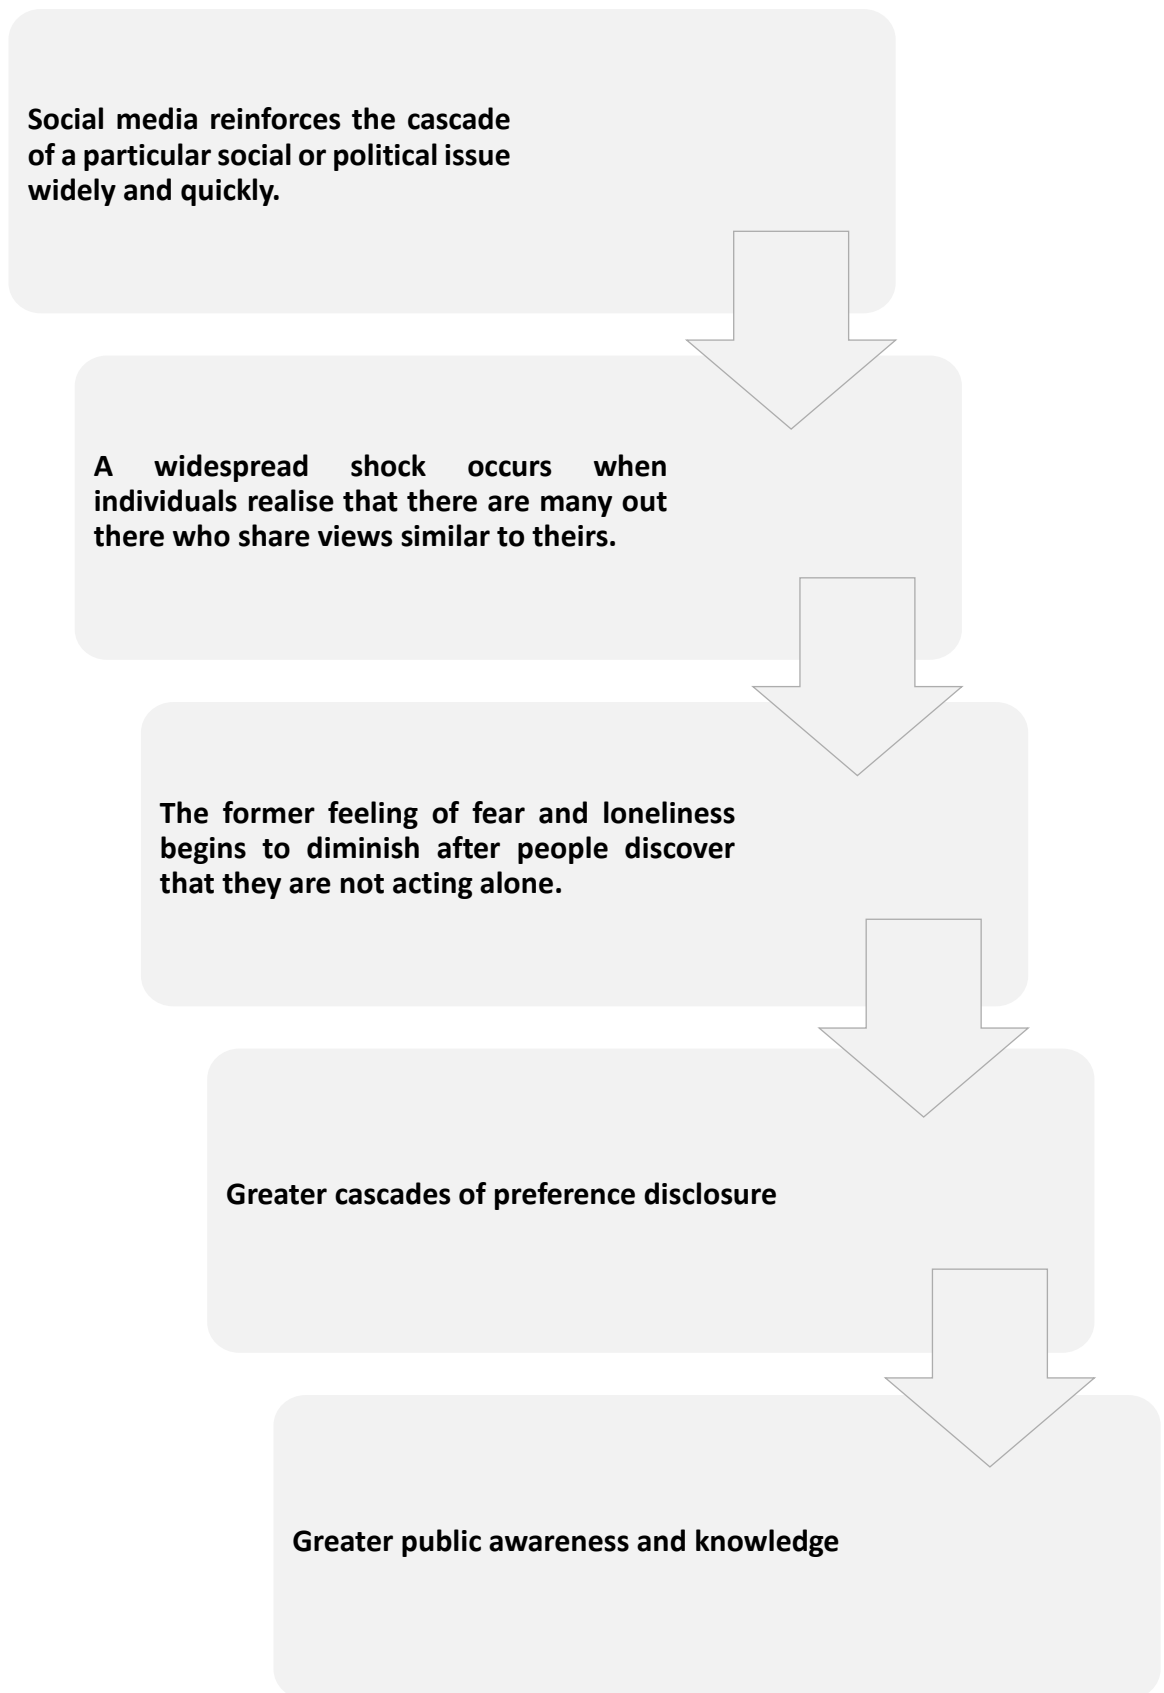 Social media reinforces the cascade
of a particular social or political issue
widely and quickly.
A widespread shock occurs when
individuals realise that there are many out
there who share views similar to theirs.
The former feeling of fear and loneliness
begins to diminish after people discover
that they are not acting alone.
Greater cascades of preference disclosure
Greater public awareness and knowledge